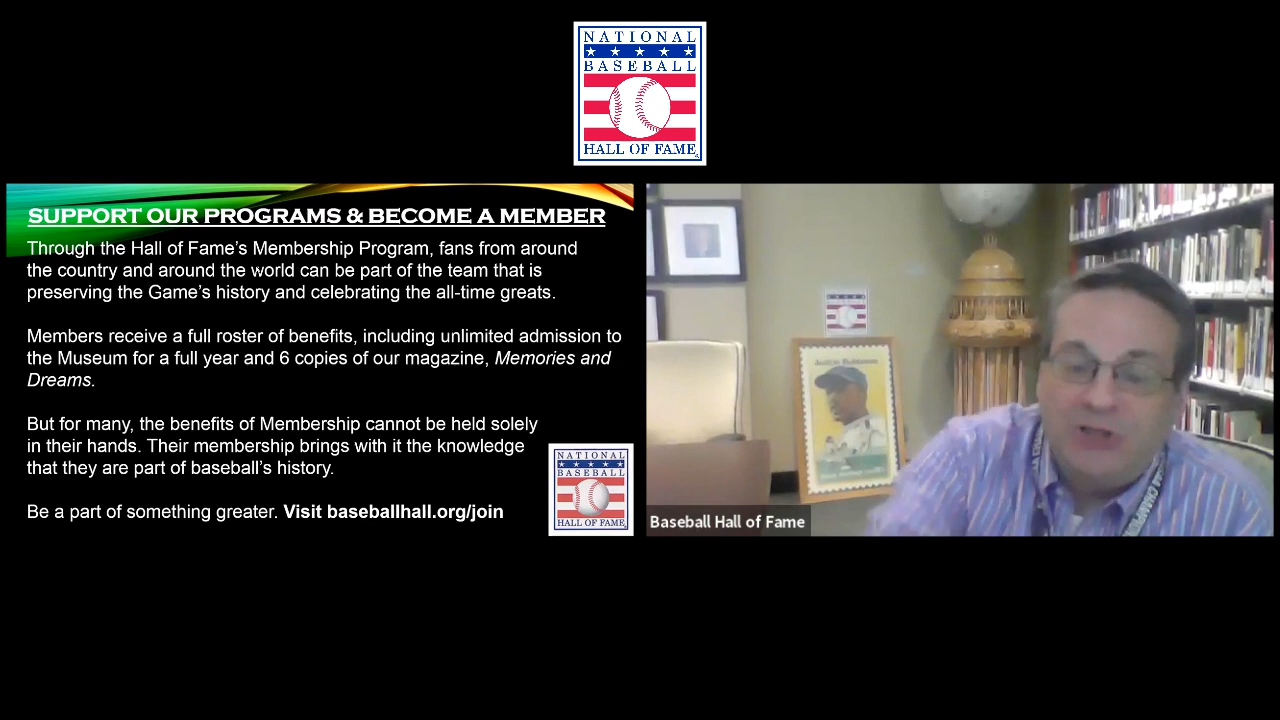 NATIONAL
BASEBALL
HALL OF FAME
SUPPORT OUR PROGRAMS & BECOME A MEMBER
Through the Hall of Fame's Membership Program, fans from around
the country and around the world can be part of the team that is
preserving the Game's history and celebrating the all-time greats.
Members receive a full roster of benefits, including unlimited admission to
the Museum for a full year and 6 copies of our magazine, Memories and
Dreams.
But for many, the benefits of Membership cannot be held solely
in their hands. Their membership brings with it the knowledge
that they are part of baseball's history.
Be a part of something greater. Visit baseballhall.org/join
NATIONAL
BASEBALL
HALL OF FAME
Jackie Robinson
Baseball Hall of Fame